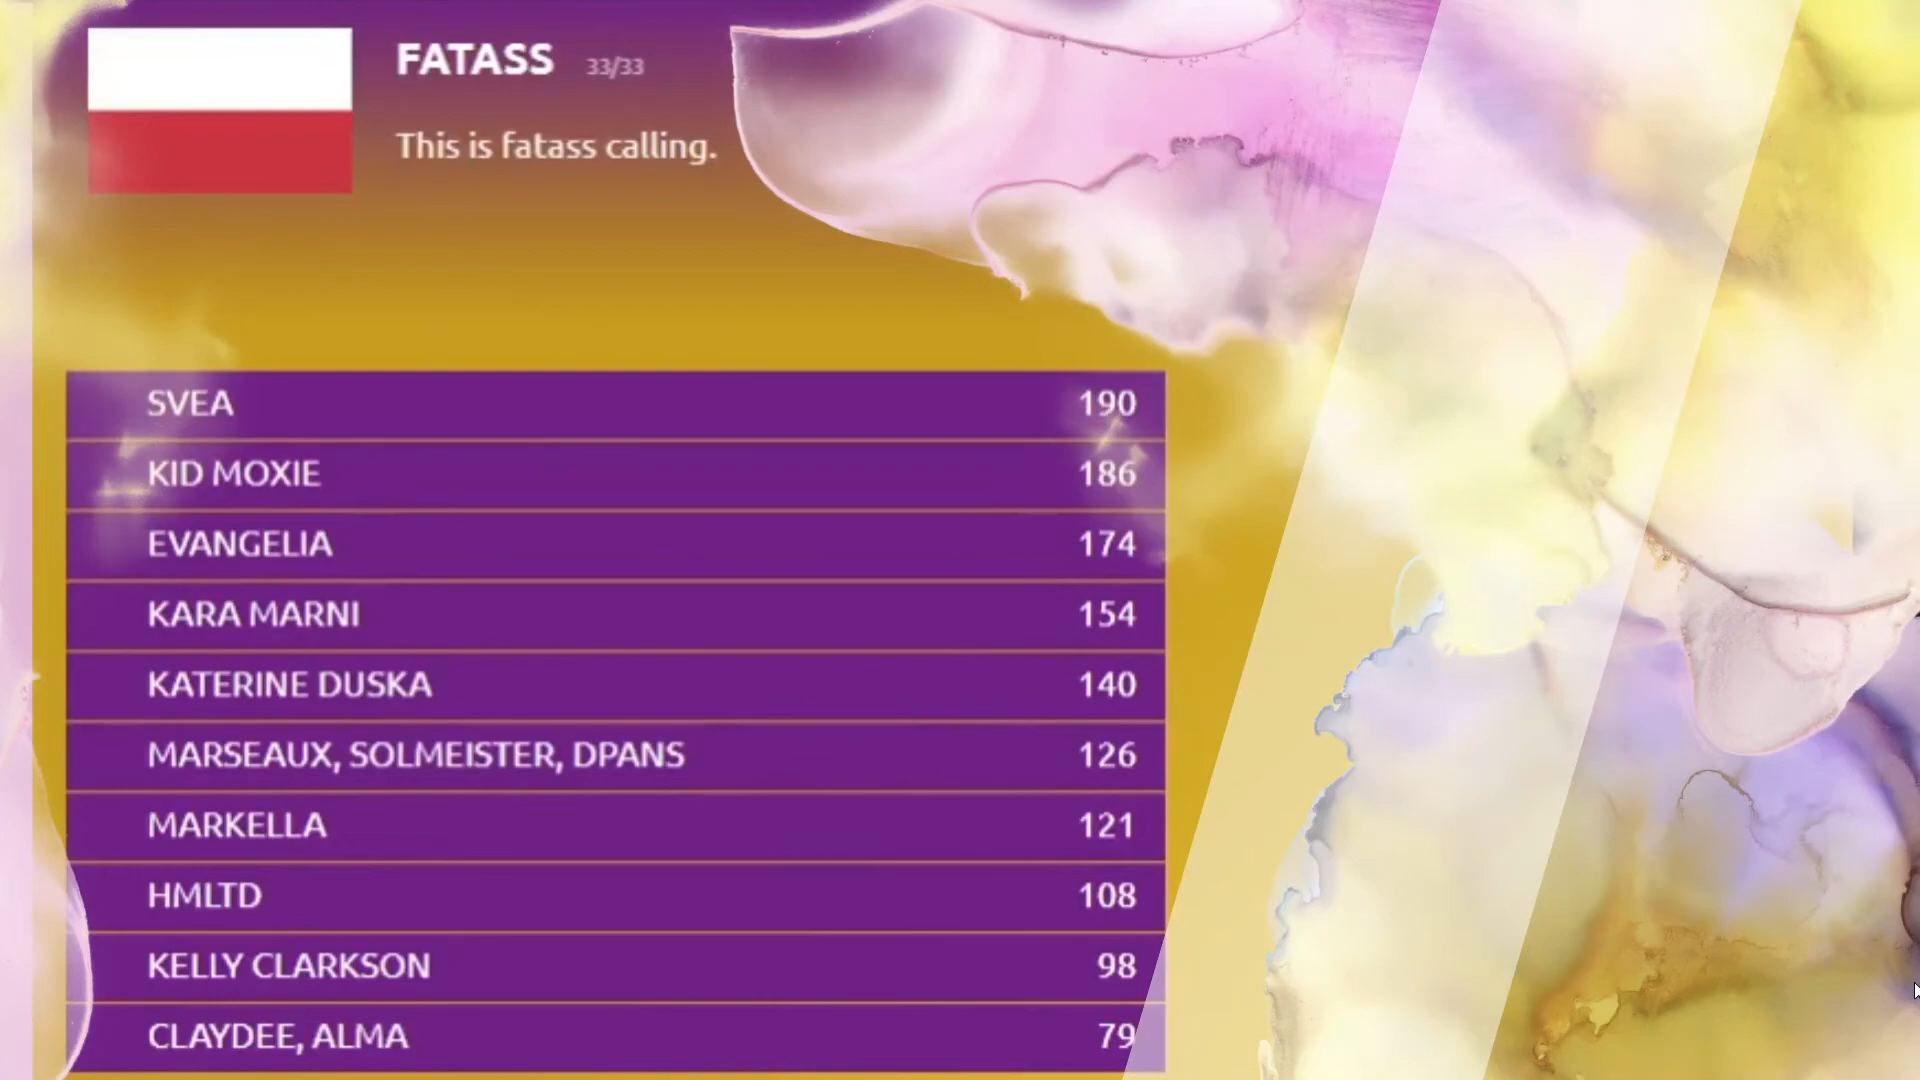 FATASS 33/33
This is fatass calling.
SVEA 190
KID MOXIE 186
EVANGELIA 174
KARA MARNI 154
KATERINE DUSKA 140
MARSEAUX, SOLMEISTER, DPANS 126
MARKELLA 121
HMLTD 108
KELLY CLARKSON 98
CLAYDEE, ALMA 79